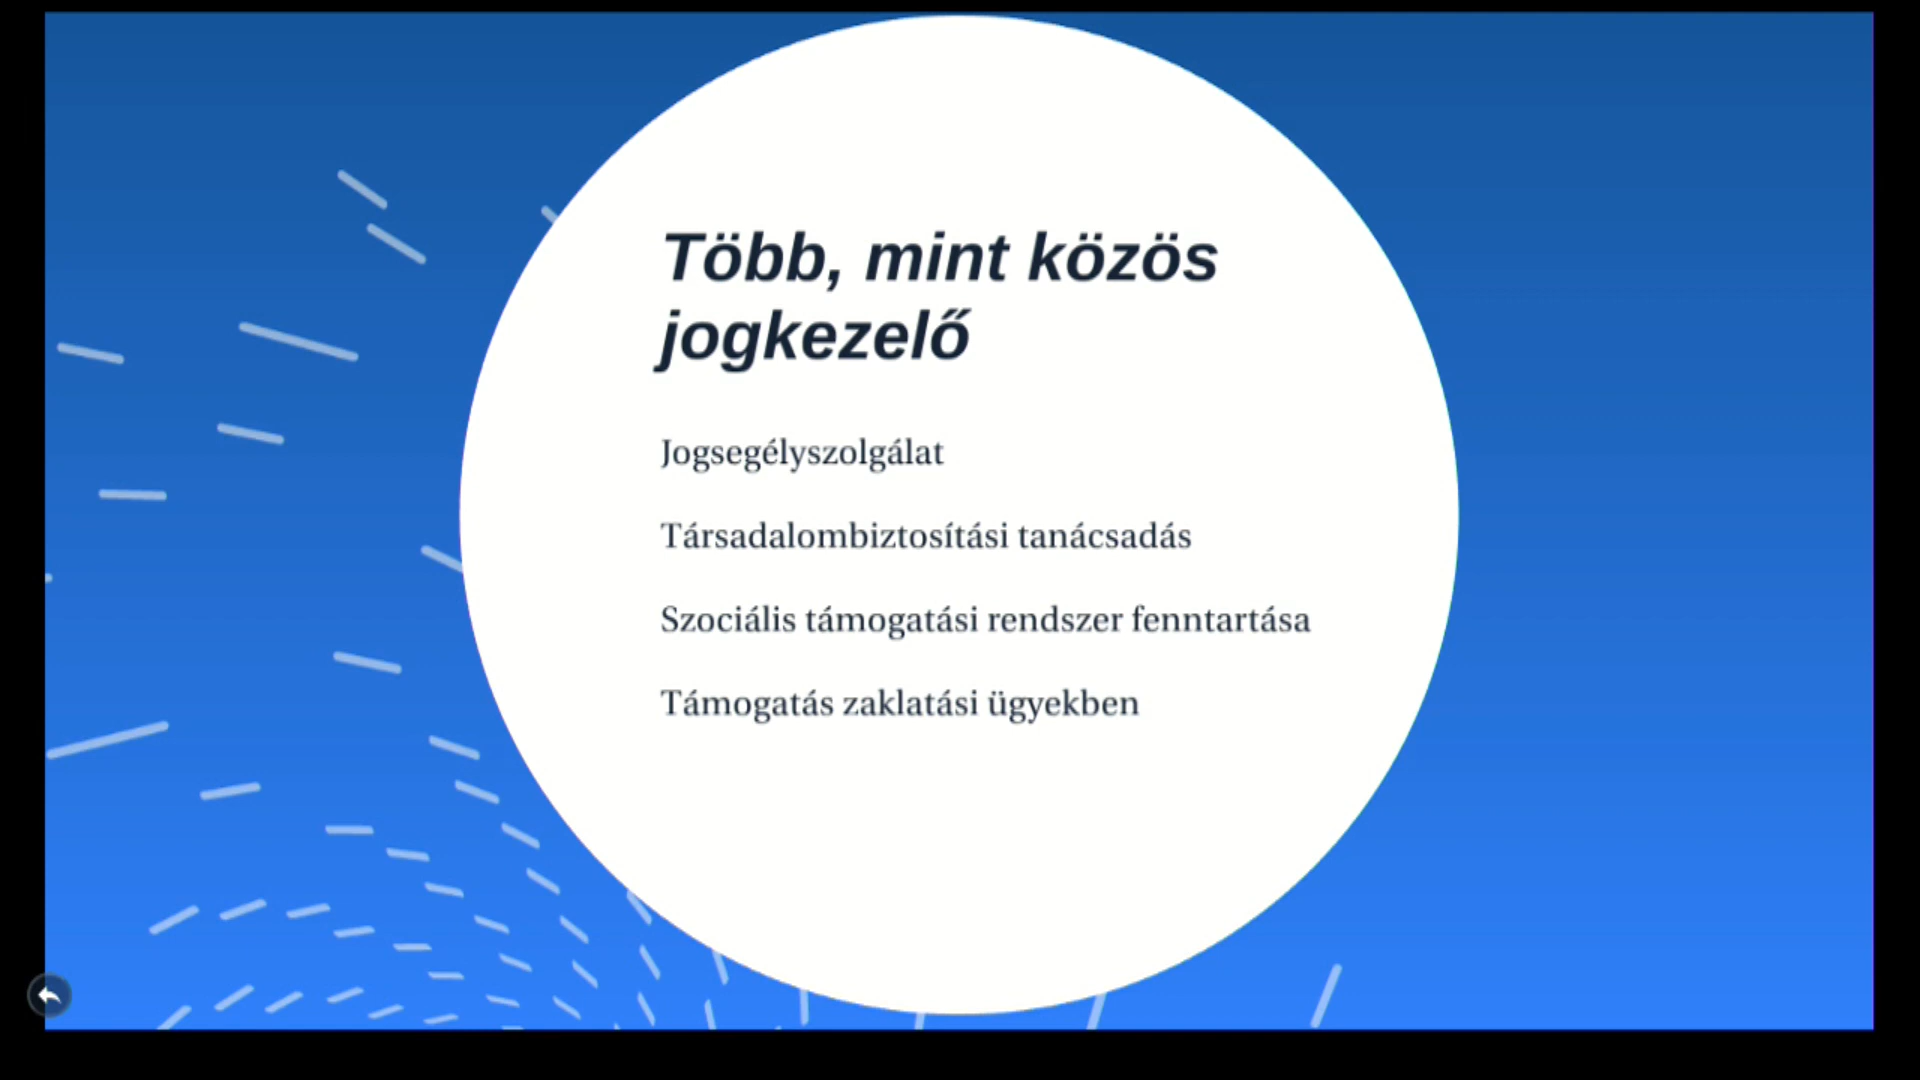 Több, mint közös
jogkezelő
Jogsegélyszolgálat
Társadalombiztosítási tanácsadás
Szociális támogatási rendszer fenntartása
Támogatás zaklatási ügyekben